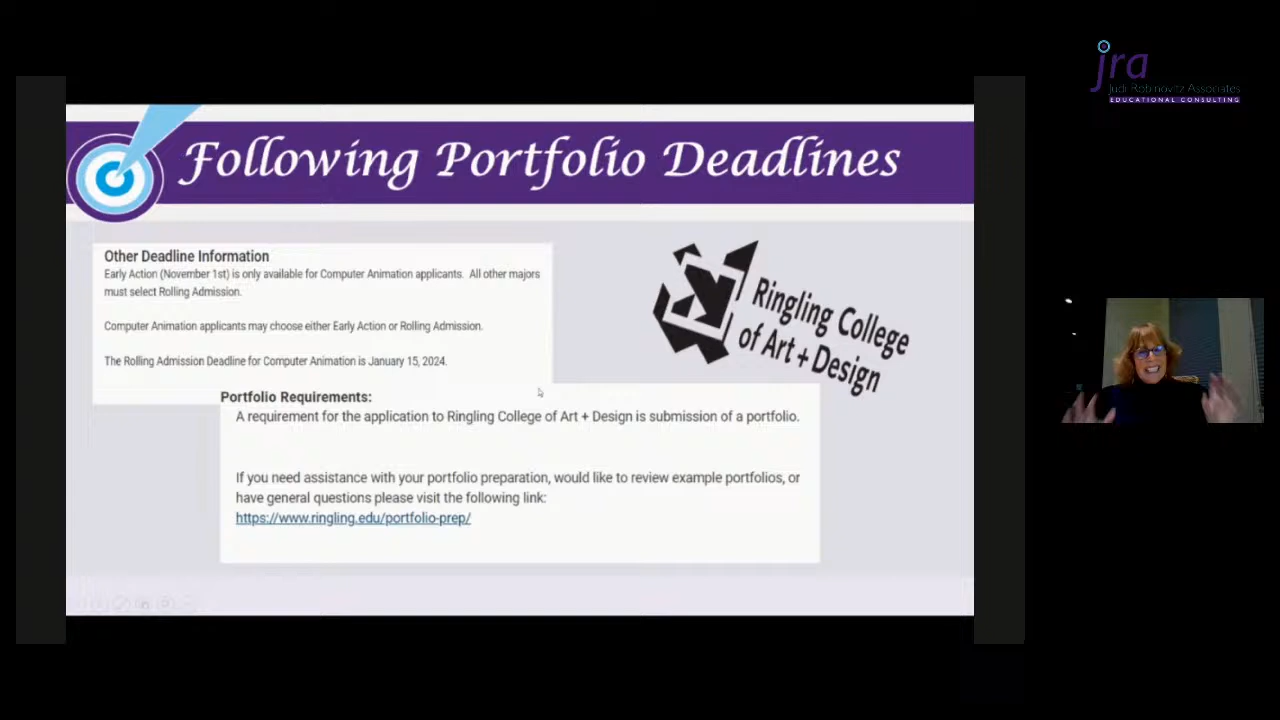 jra
Judi Robinovitz Associates
EDUCATIONAL CONSULTING
Following Portfolio Deadlines
Other Deadline Information
Early Action (November 1st) is only available for Computer Animation applicants. All other majors
must select Rolling Admission.
Computer Animation applicants may choose either Early Action or Rolling Admission.
The Rolling Admission Deadline for Computer Animation is January 15, 2024.
Ringling College
of Art + Design
Portfolio Requirements:
A requirement for the application to Ringling College of Art + Design is submission of a portfolio.
If you need assistance with your portfolio preparation, would like to review example portfolios, or
have general questions please visit the following link:
https://www.ringling.edu/portfolio-prep/